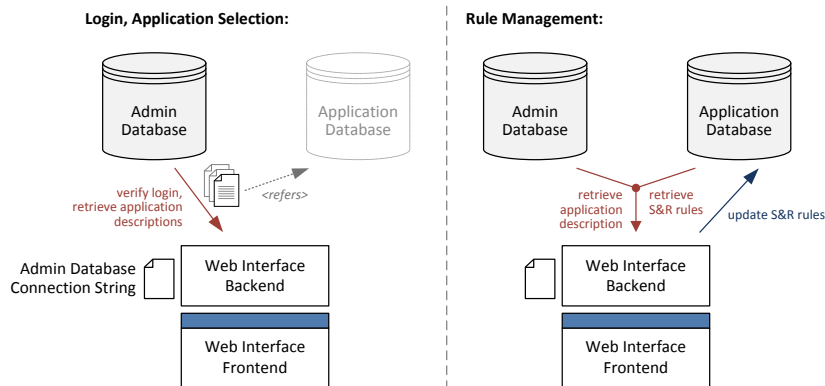 Login, Application Selection:
Admin
Database
Application
Database
verify login,
retrieve application
descriptions
<refers>
Admin Database
Connection String
Web Interface
Backend
Web Interface
Frontend
Rule Management:
Admin
Database
Application
Database
retrieve
application
description
retrieve
S&R rules
update S&R rules
Web Interface
Backend
Web Interface
Frontend